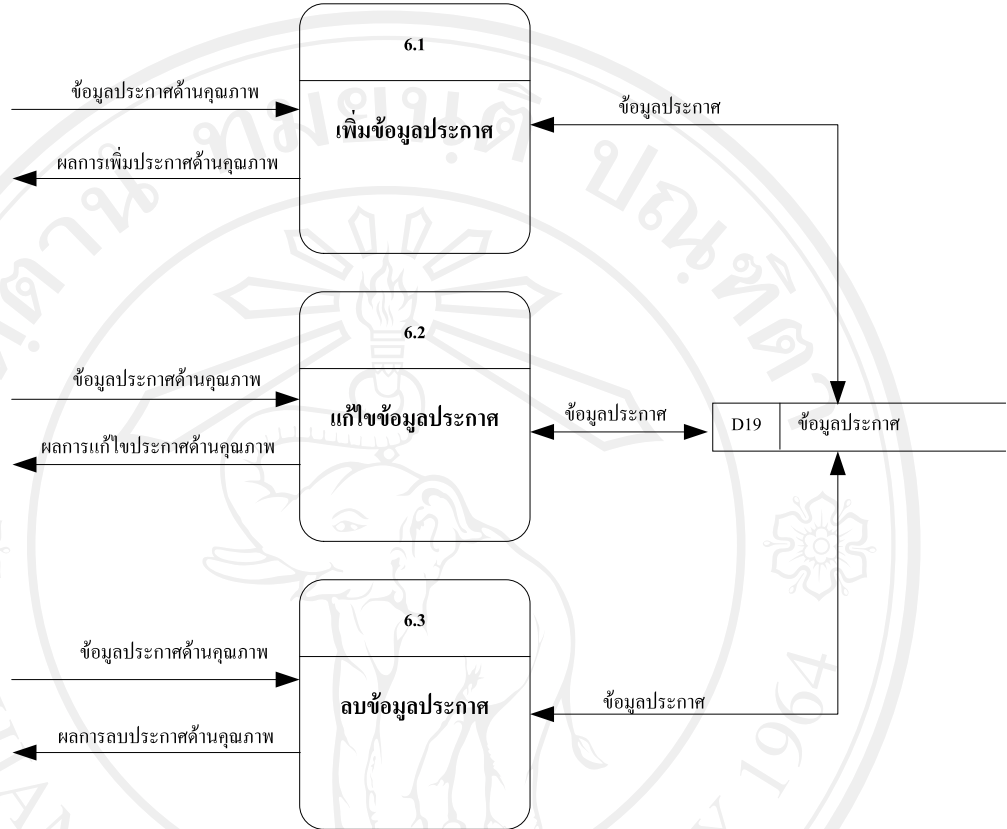 6.1
ข้อมูลประกาศด้านคุณภาพ
เพิ่มข้อมูลประกาศ
ข้อมูลประกาศ
ผลการเพิ่มประกาศด้านคุณภาพ
6.2
ข้อมูลประกาศด้านคุณภาพ
แก้ไขข้อมูลประกาศ
ข้อมูลประกาศ
D19 ข้อมูลประกาศ
ผลการแก้ไขประกาศด้านคุณภาพ
6.3
ข้อมูลประกาศด้านคุณภาพ
ลบข้อมูลประกาศ
ข้อมูลประกาศ
ผลการลบประกาศด้านคุณภาพ
1964